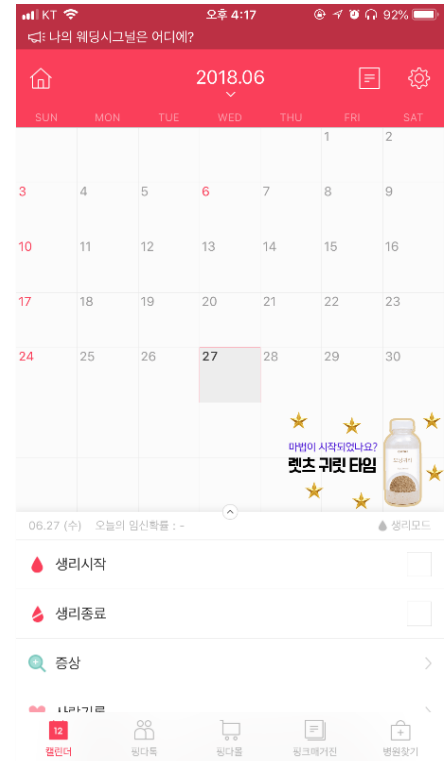 KT 오후 4:17 92%
나의 웨딩시그널은 어디에?
2018.06
SUN MON TUE WED THU FRI SAT
1 2
3 4 5 6 7 8 9
10 11 12 13 14 15 16
17 18 19 20 21 22 23
24 25 26 27 28 29 30
마법이 시작되었나요?
렛츠 귀릿 타임
06.27 (수) 오늘의 임신확률 : - 생리모드
생리시작
생리종료
증상
12
캘린더 핑다톡 핑다몰 핑크매거진 병원찾기